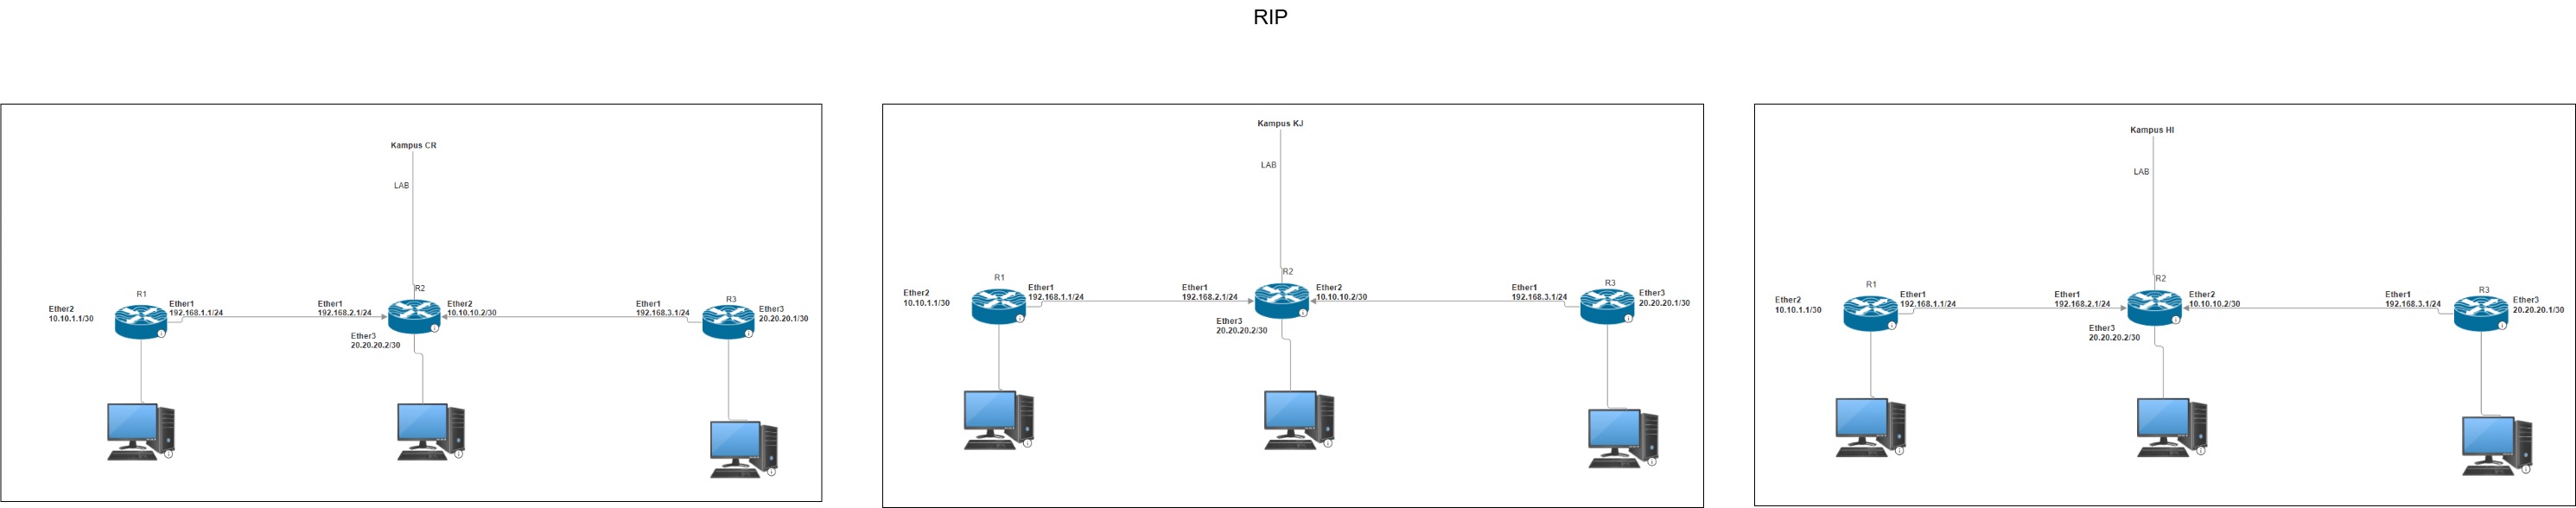 RIP
Kampus CR
LAB
R1
R2
R3
Ether2
10.10.1.1/30
Ether1
192.168.1.1/24
Ether1
192.168.2.1/24
Ether2
10.10.10.2/30
Ether1
192.168.3.1/24
Ether3
20.20.20.1/30
Ether3
20.20.20.2/30
Kampus KJ
LAB
R1
R2
R3
Ether2
10.10.1.1/30
Ether1
192.168.1.1/24
Ether1
192.168.2.1/24
Ether2
10.10.10.2/30
Ether1
192.168.3.1/24
Ether3
20.20.20.1/30
Ether3
20.20.20.2/30
Kampus HI
LAB
R1
R2
R3
Ether2
10.10.1.1/30
Ether1
192.168.1.1/24
Ether1
192.168.2.1/24
Ether2
10.10.10.2/30
Ether1
192.168.3.1/24
Ether3
20.20.20.1/30
Ether3
20.20.20.2/30